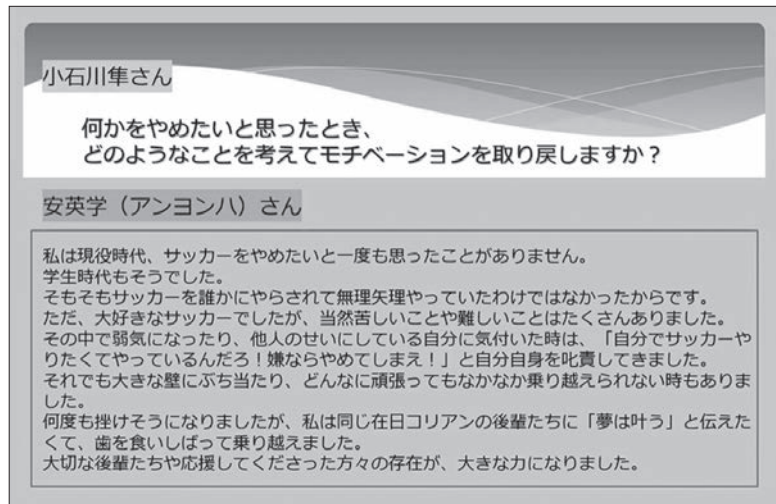 小石川隼さん
何かをやめたいと思ったとき、
どのようなことを考えてモチベーションを取り戻しますか？
安英学（アンヨンハ）さん
私は現役時代、サッカーをやめたいと一度も思ったことがありません。
学生時代もそうでした。
そもそもサッカーを誰かにやらされて無理矢理やっていたわけではなかったからです。
ただ、大好きなサッカーでしたが、当然苦しいことや難しいことはたくさんありました。
その中で弱気になったり、他人のせいにしている自分に気付いた時は、「自分でサッカーや
りたくてやっているんだろ！嫌ならやめてしまえ！」と自分自身を叱責してきました。
それでも大きな壁にぶち当たり、どんなに頑張ってもなかなか乗り越えられない時もありま
した。
何度も挫けそうになりましたが、私は同じ在日コリアンの後輩たちに「夢は叶う」と伝えた
くて、歯を食いしばって乗り越えました。
大切な後輩たちや応援してくださった方々の存在が、大きな力になりました。